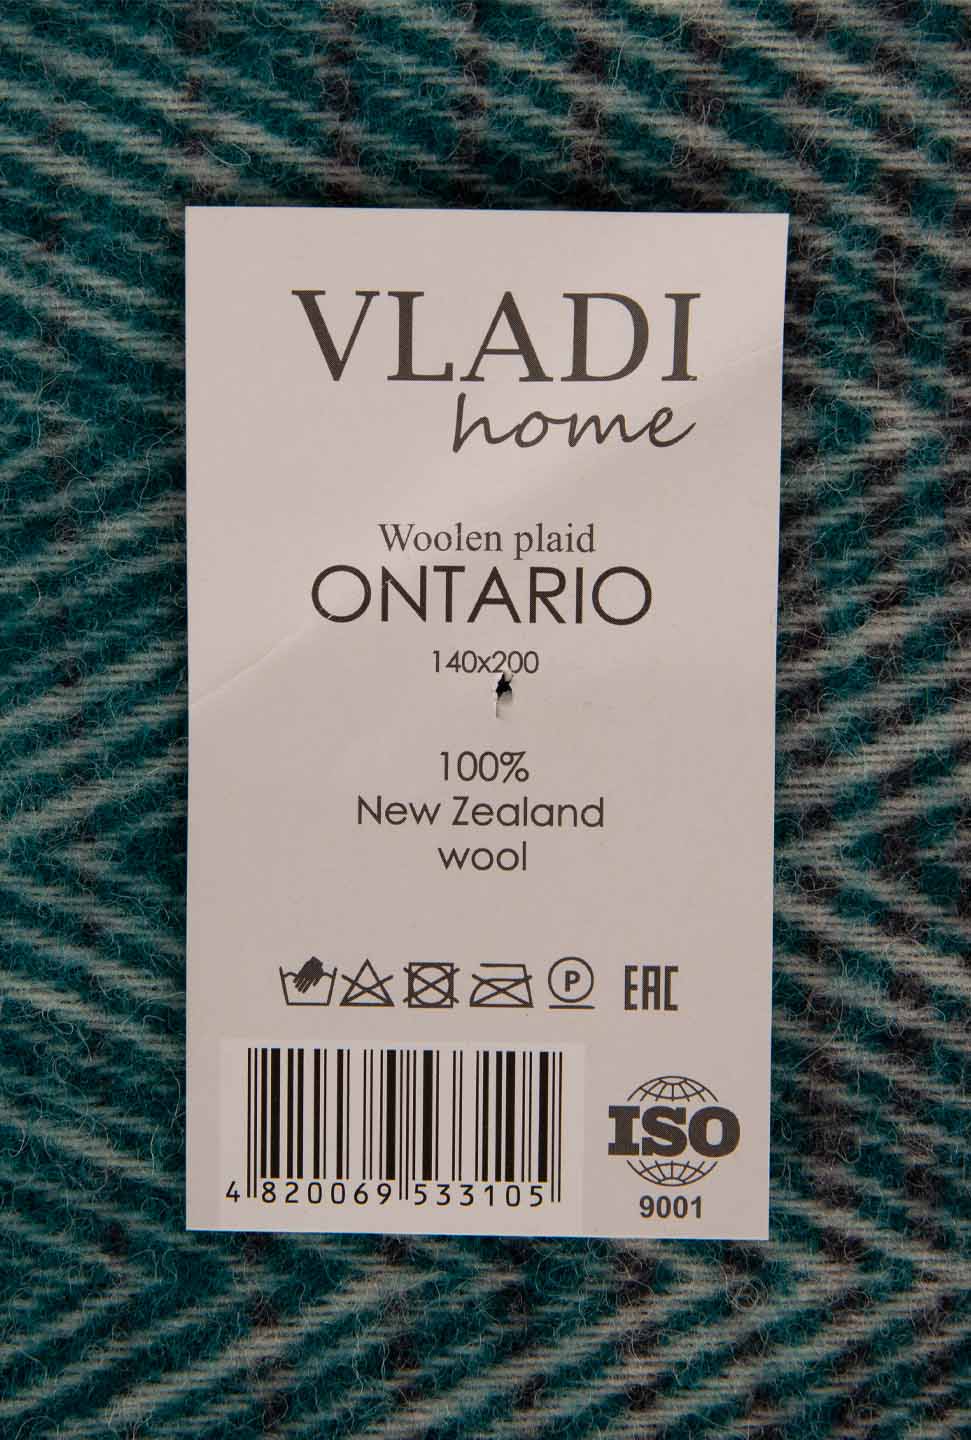 VLADI
home
Woolen plaid
ONTARIO
140x200
100%
New Zealand
wool
P
EAC
4 820069 533105
ISO
9001